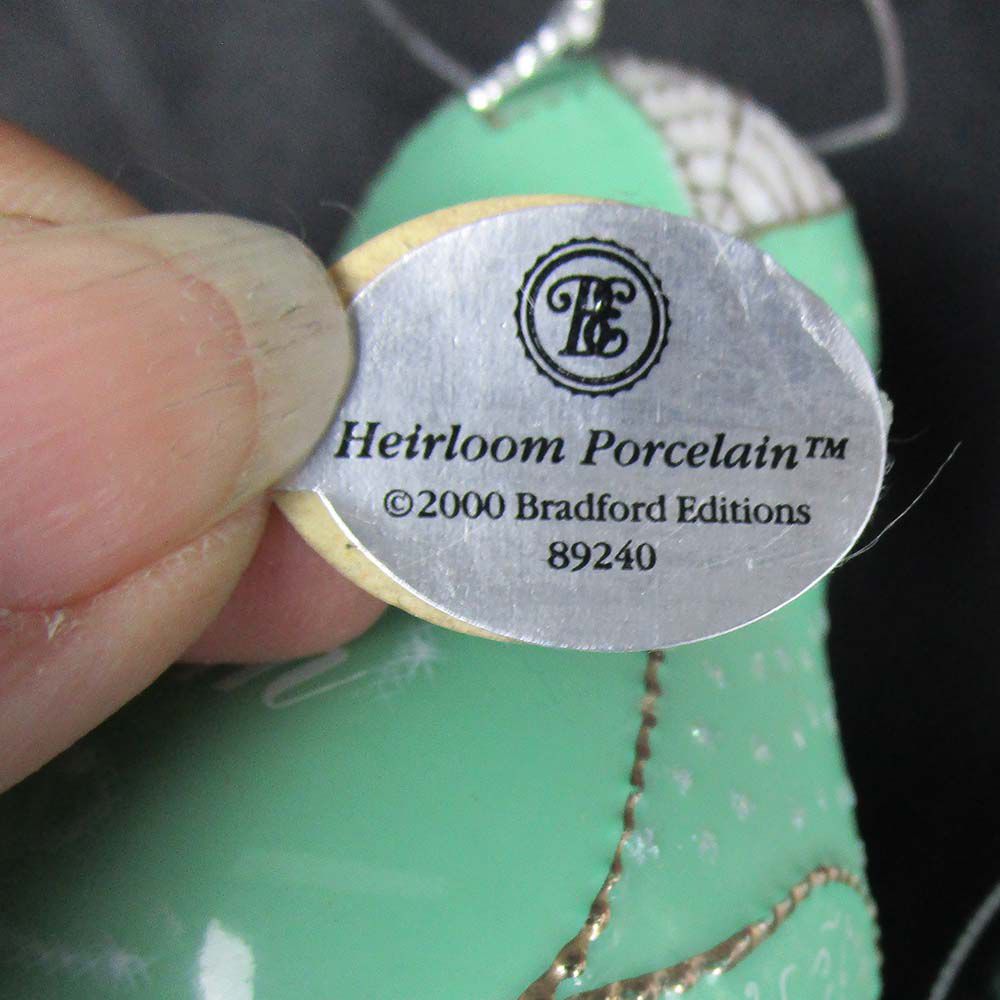 BE
Heirloom Porcelain™
©2000 Bradford Editions
89240